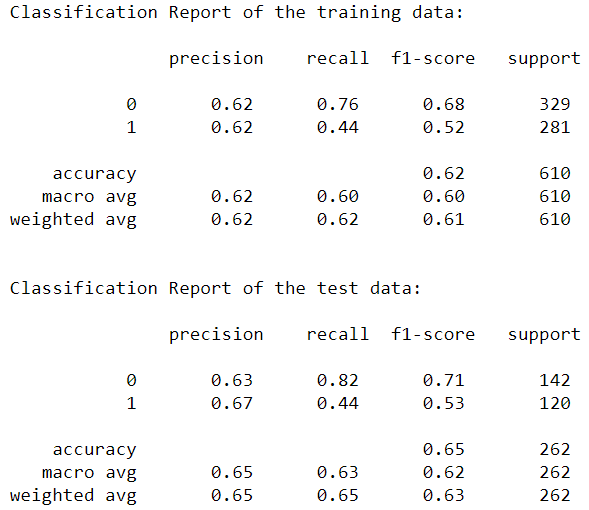 Classification Report of the training data:
precision recall f1-score support
0 0.62 0.76 0.68 329
1 0.62 0.44 0.52 281
accuracy 0.62 610
macro avg 0.62 0.60 0.60 610
weighted avg 0.62 0.62 0.61 610
Classification Report of the test data:
precision recall f1-score support
0 0.63 0.82 0.71 142
1 0.67 0.44 0.53 120
accuracy 0.65 262
macro avg 0.65 0.63 0.62 262
weighted avg 0.65 0.65 0.63 262